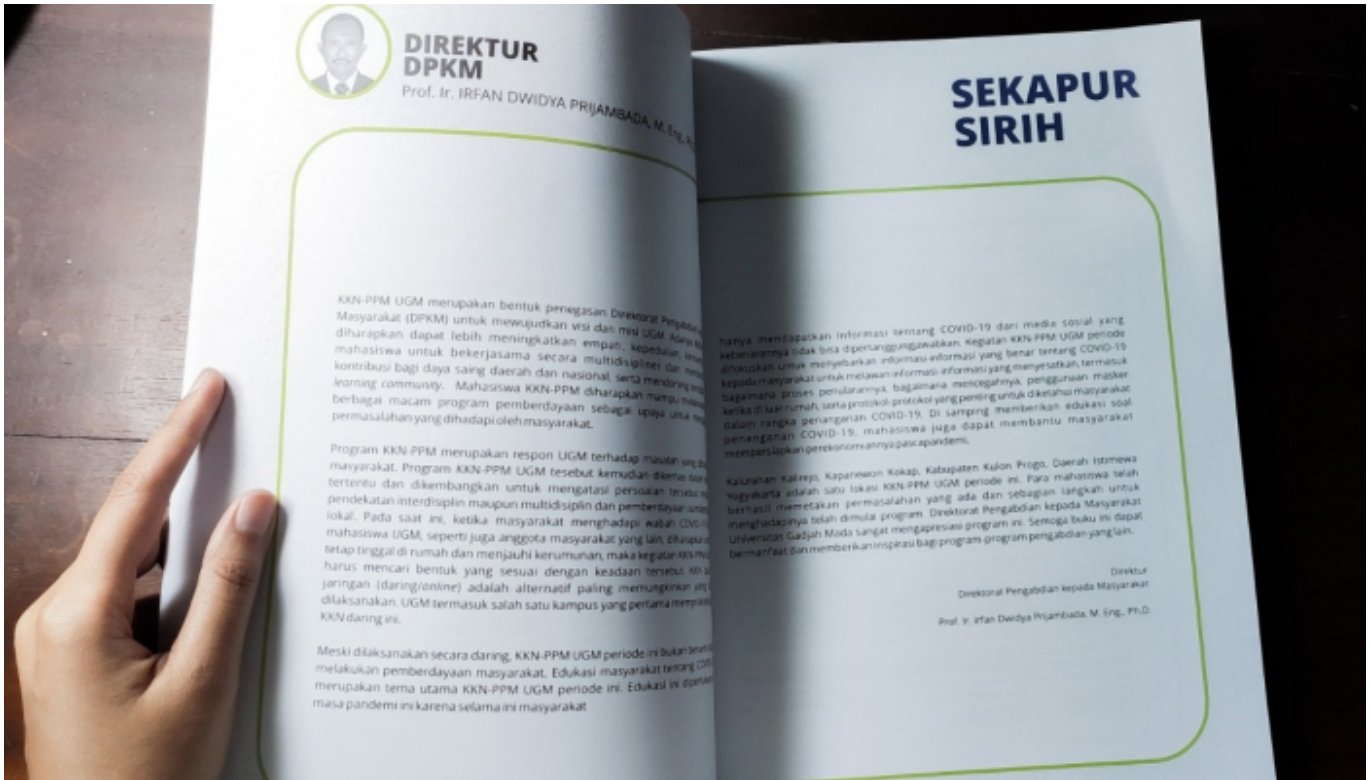 DIREKTUR
DPKM
Prof. Ir. IRFAN DWIDYA PRIJAMBADA, M. Eng.,
KKN-PPM UGM merupakan bentuk penegasan Direktorat Pengabdian
Masyarakat (DPKM) untuk mewujudkan visi dan misi UGM.
diharapkan dapat lebih meningkatkan empati, kepedulian,
mahasiswa untuk bekerjasama secara multidisipliner dan
kontribusi bagi daya saing daerah dan nasional, serta mendorong
learning community. Mahasiswa KKN-PPM diharapkan mampu
berbagai macam program pemberdayaan sebagai upaya untuk
permasalahan yang dihadapi oleh masyarakat.
Program KKN-PPM merupakan respon UGM terhadap masalah yang
masyarakat. Program KKN-PPM UGM tesebut kemudian dikemas
tertentu dan dikembangkan untuk mengatasi persoalan tersebut
pendekatan interdisiplin maupun multidisiplin dan pemberdayaan
lokal. Pada saat ini, ketika masyarakat menghadapi wabah
mahasiswa UGM, seperti juga anggota masyarakat yang lain,
tetap tinggal di rumah dan menjauhi kerumunan, maka kegiatan
harus mencari bentuk yang sesuai dengan keadaan tersebut. KKN
jaringan (daring/online) adalah alternatif paling memungkinkan
dilaksanakan. UGM termasuk salah satu kampus yang pertama
KKN daring ini.
Meski dilaksanakan secara daring, KKN-PPM UGM periode ini bukan
melakukan pemberdayaan masyarakat. Edukasi masyarakat tentang
merupakan tema utama KKN-PPM UGM periode ini. Edukasi ini
masa pandemi ini karena selama ini masyarakat
SEKAPUR
SIRIH
hanya mendapatkan informasi tentang COVID-19 dari media sosial yang
kebenarannya tidak bisa dipertanggungjawabkan. Kegiatan KKN-PPM UGM periode
difokuskan untuk menyebarkan informasi-informasi yang benar tentang COVID-19
kepada masyarakat untuk melawan informasi-informasi yang menyesatkan, termasuk
bagaimana proses penularannya, bagaimana mencegahnya, penggunaan masker
ketika di luar rumah, serta protokol-protokol yang penting untuk diketahui masyarakat
dalam rangka penanganan COVID-19. Di samping memberikan edukasi soal
penenganan COVID-19, mahasiswa juga dapat membantu masyarakat
mempersiapkan perekonomiannya pascapandemi.
Kalurahan Kalirejo, Kapanewon Kokap, Kabupaten Kulon Progo, Daerah Istimewa
Yogyakarta adalah satu lokasi KKN-PPM UGM periode ini. Para mahasiswa telah
berhasil memetakan permasalahan yang ada dan sebagian langkah untuk
menghadapinya telah dimulai program. Direktorat Pengabdian kepada Masyarakat
Universitas Gadjah Mada sangat mengapresiasi program ini. Semoga buku ini dapat
bermanfaat dan memberikan inspirasi bagi program-program pengabdian yang lain.
Direktur
Direktorat Pengabdian kepada Masyarakat
Prof. Ir. Irfan Dwidya Prijambada, M. Eng., Ph.D.